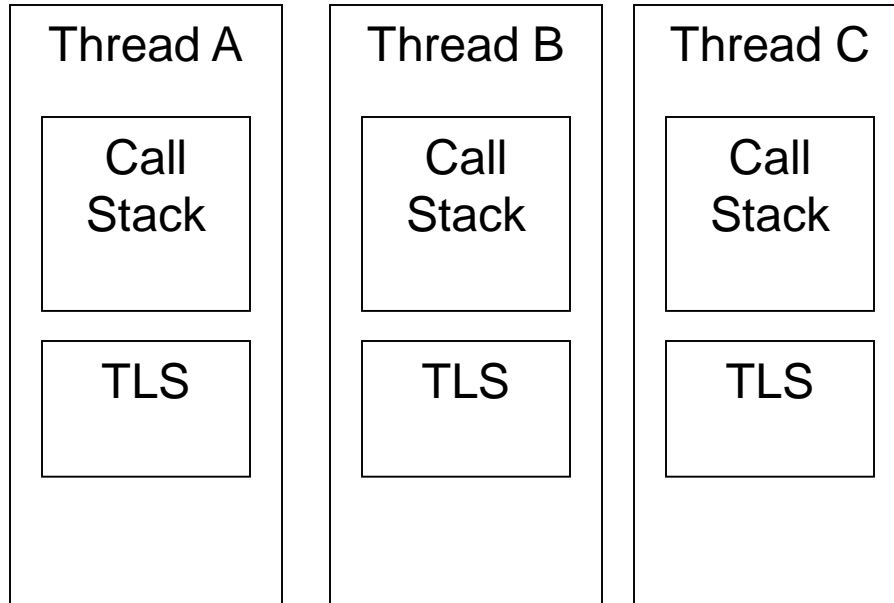 Thread A
Call
Stack
TLS
Thread B
Call
Stack
TLS
Thread C
Call
Stack
TLS